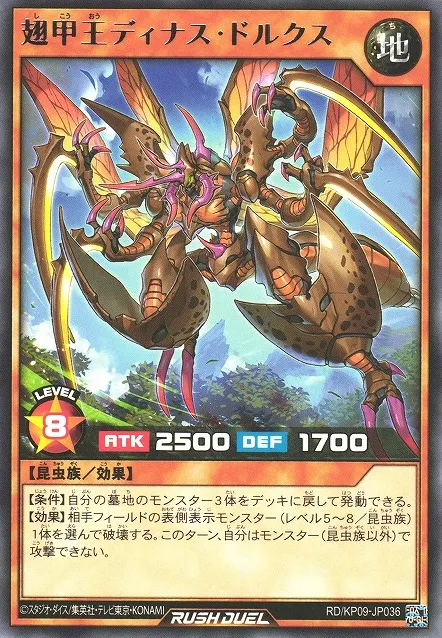 翅甲王ディナス・ドルクス
しこうおう
地
ち
LEVEL
8
ATK 2500 DEF 1700
【昆虫族/効果】
【条件】自分の墓地のモンスター3体をデッキに戻して発動できる。
【効果】相手フィールドの表側表示モンスター(レベル5~8/昆虫族)
1体を選んで破壊する。このターン、自分はモンスター(昆虫族以外)で
攻撃できない。
©スタジオ・ダイス/集英社・テレビ東京・KONAMI
RUSH DUEL
RD/KP09-JP036